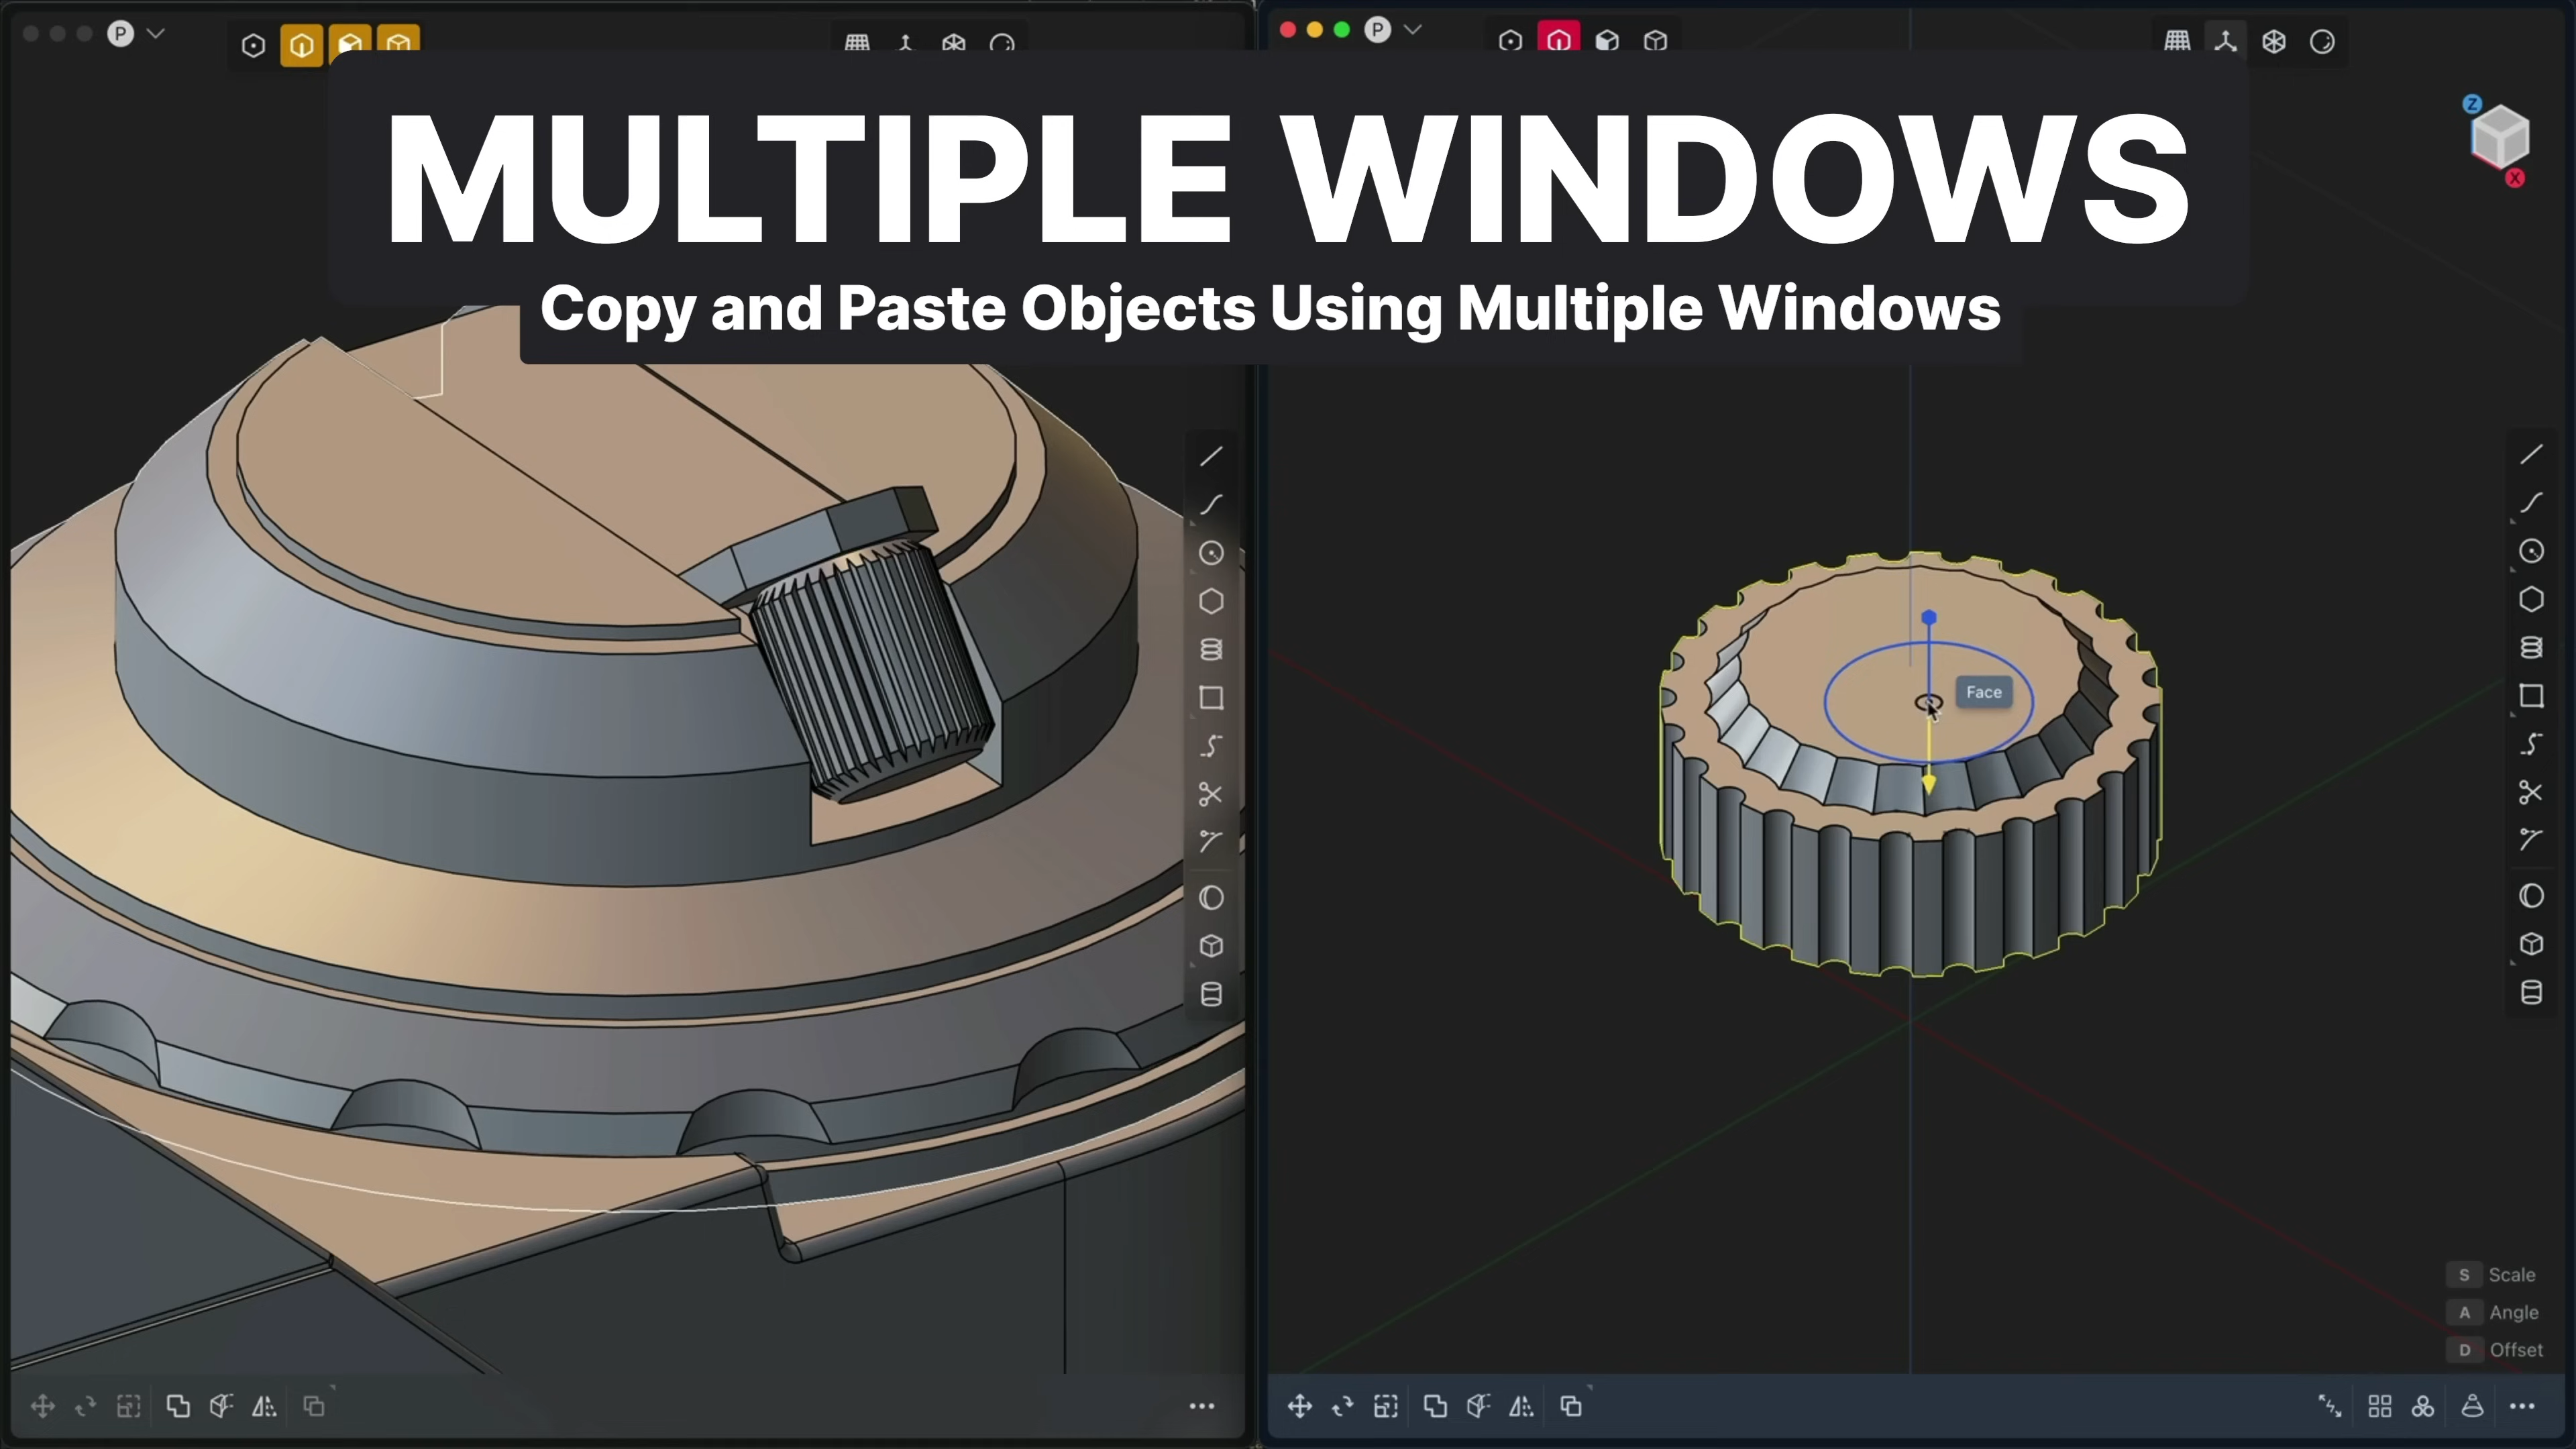 P
P
MULTIPLE WINDOWS
Z
X
Copy and Paste Objects Using Multiple Windows
Face
S Scale
A Angle
D Offset